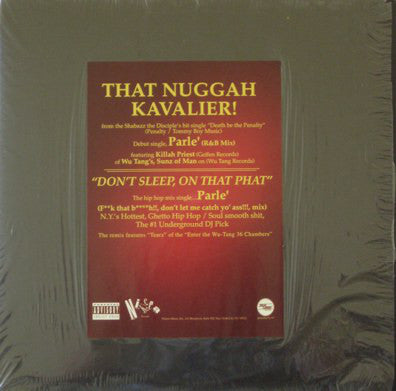 THAT NUGGAH
KAVALIER!
from the Shabazz the Disciple's hit single "Death be the Penalty"
(Penalty / Tommy Boy Music)
Debut single, Parle' (R&B Mix)
featuring Killah Priest (Geffen Records)
of Wu Tang's, Sunz of Man on (Wu Tang Records)
"DON'T SLEEP, ON THAT PHAT"
The hip hop mix single... Parle'
(F**k that b****h!!, don't let me catch yo' ass!!!, mix)
N.Y.'s Hottest, Ghetto Hip Hop / Soul smooth shit,
The #1 Underground DJ Pick
The remix features "Tears" of the "Enter the Wu-Tang 36 Chambers"
PARENTAL
ADVISORY
EXPLICIT LYRICS